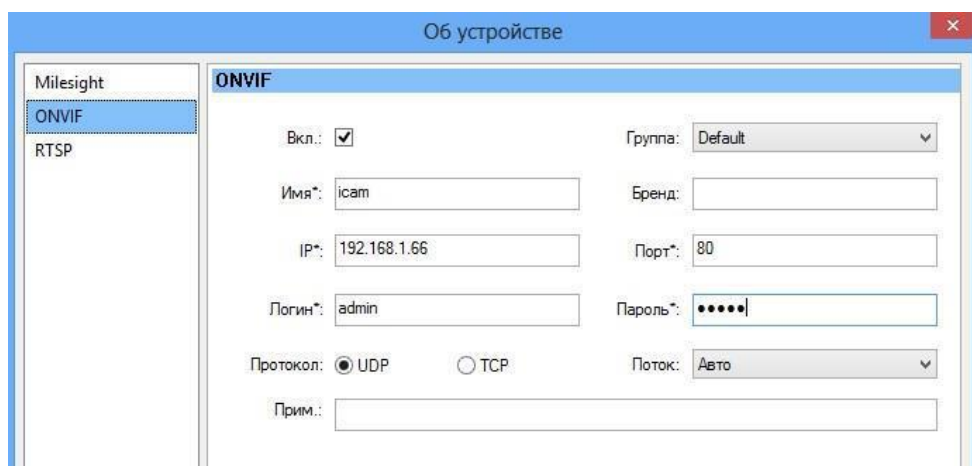 Об устройстве
Milesight
ONVIF
RTSP
ONVIF
Вкл.: Группа: Default
Имя*: icam Бренд:
IP*: 192.168.1.66 Порт*: 80
Логин*: admin Пароль*: •••••
Протокол: UDP TCP Поток: Авто
Прим.: